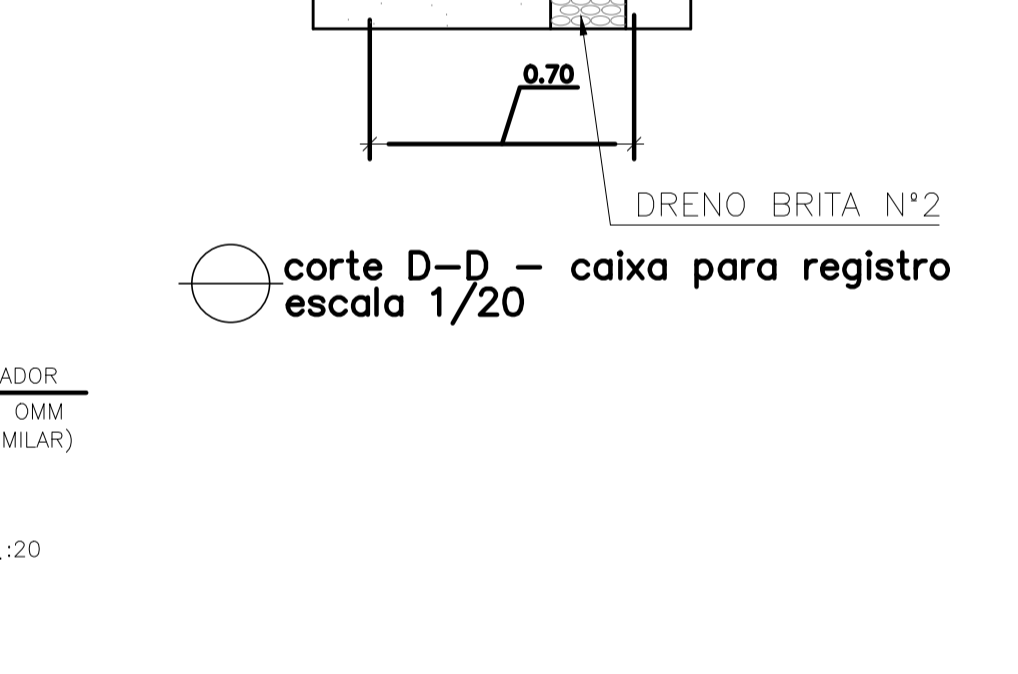 0.70
DRENO BRITA N°2
corte D-D - caixa para registro
escala 1/20
ADOR
OMM
MILAR)
:20